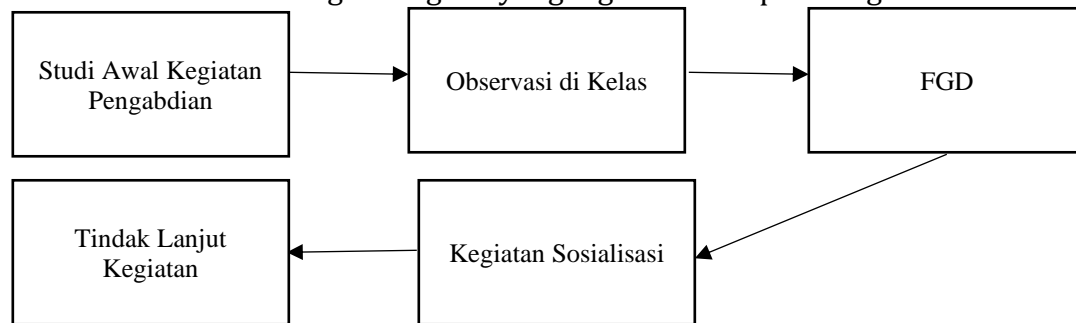 Studi Awal Kegiatan
Pengabdian
Observasi di Kelas
FGD
Kegiatan Sosialisasi
Tindak Lanjut
Kegiatan